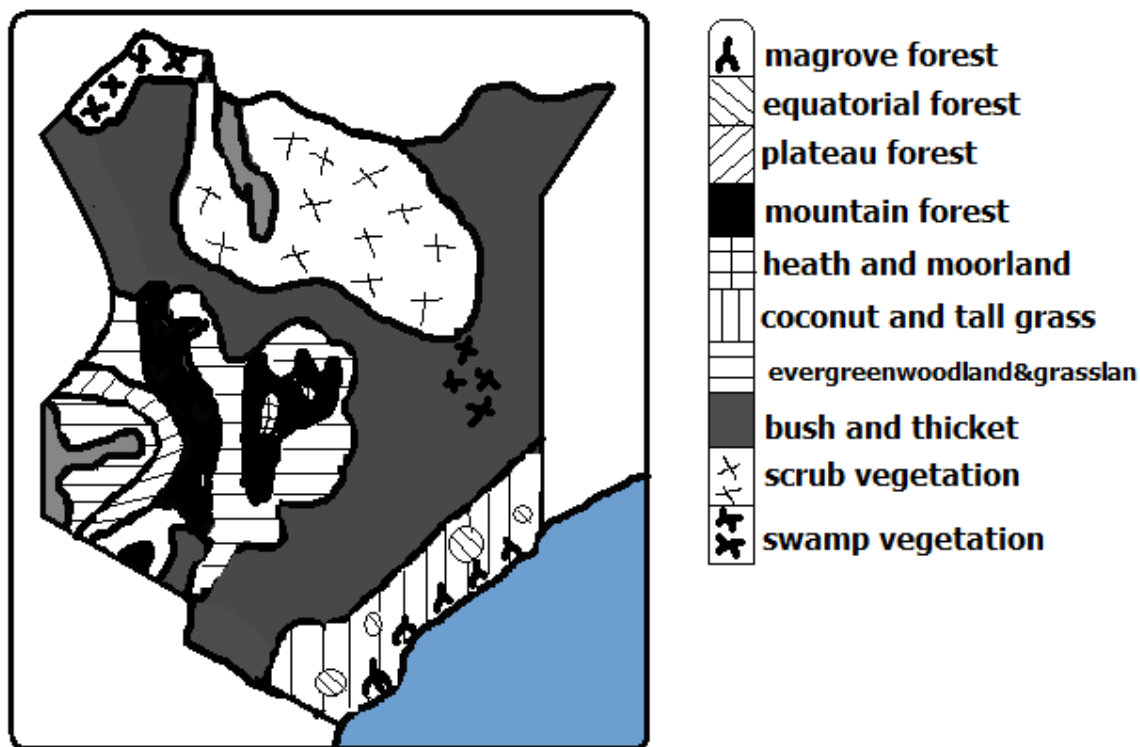 magrove forest
equatorial forest
plateau forest
mountain forest
heath and moorland
coconut and tall grass
evergreenwoodland&grasslan
bush and thicket
scrub vegetation
swamp vegetation